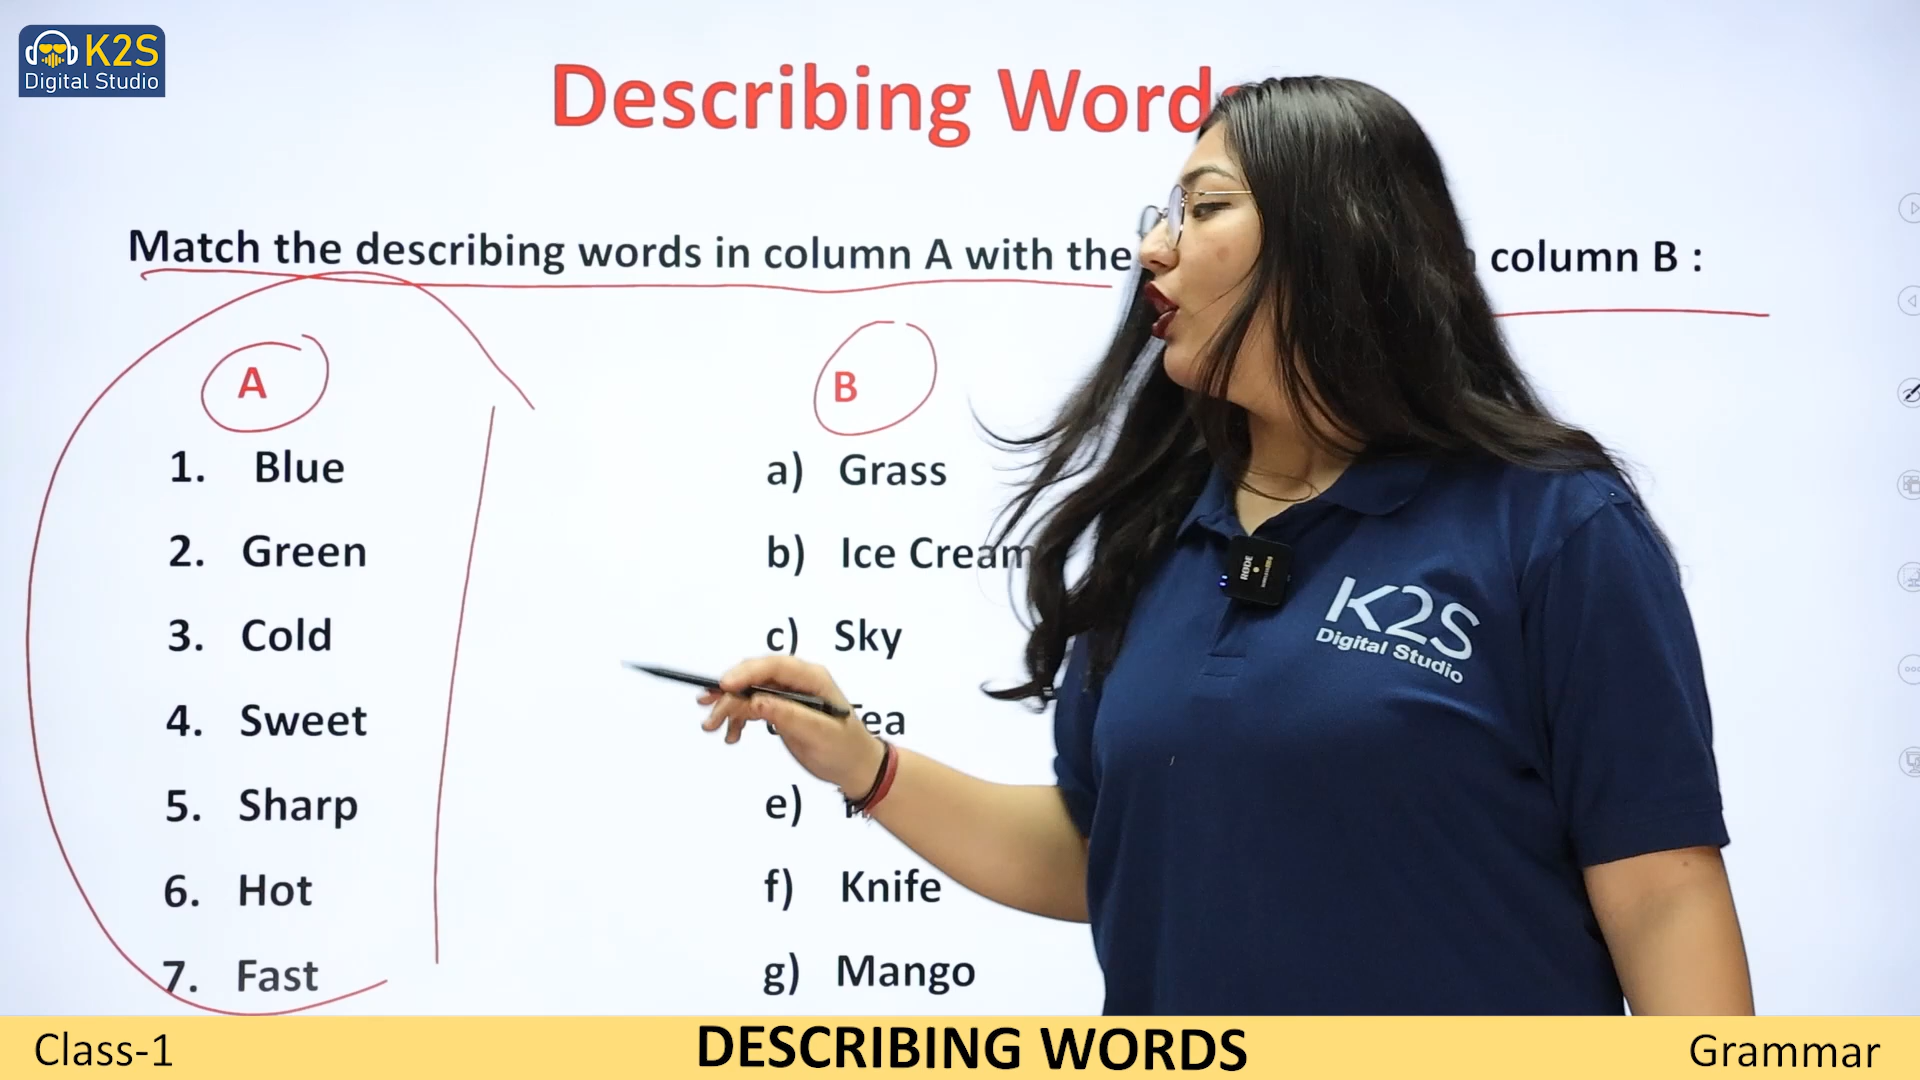 K2S
Digital Studio
Describing Words
Match the describing words in column A with the column B :
A
B
1. Blue
a) Grass
2. Green
b) Ice Cream
3. Cold
c) Sky
4. Sweet
5. Sharp
e)
6. Hot
f) Knife
7. Fast
g) Mango
RØDE
K2S
Digital Studio
Class-1
DESCRIBING WORDS
Grammar